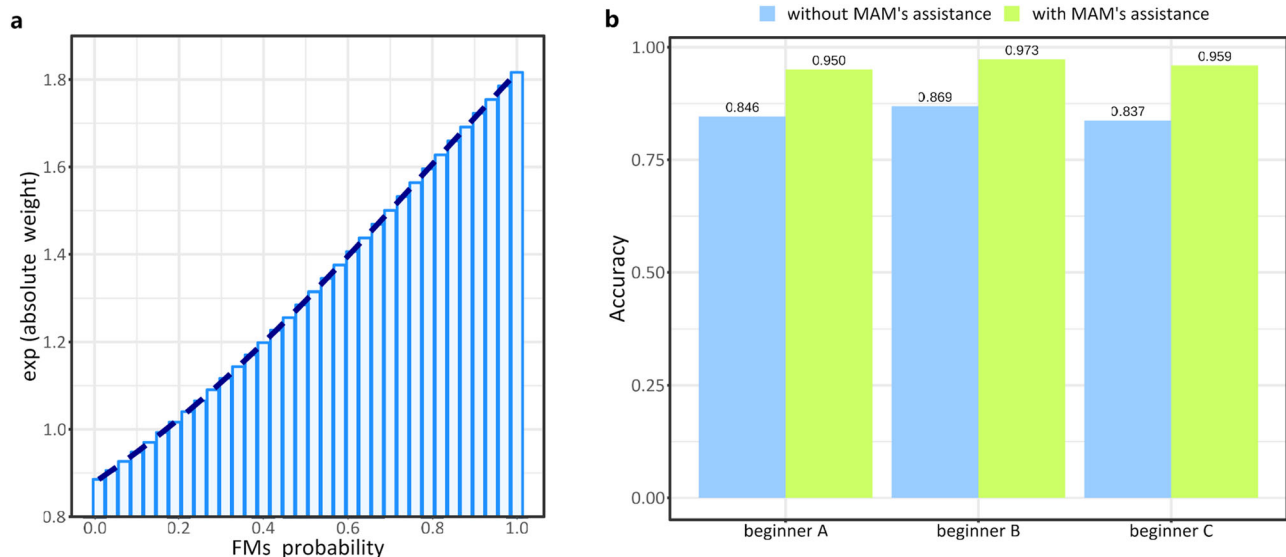 a
exp (absolute weight)
1.8
1.6
1.4
1.2
1.0
0.8
0.0 0.2 0.4 0.6 0.8 1.0
FMs probability
b
without MAM's assistance with MAM's assistance
Accuracy
1.00
0.75
0.50
0.25
0.00
0.846 0.950 0.869 0.973 0.837 0.959
beginner A beginner B beginner C